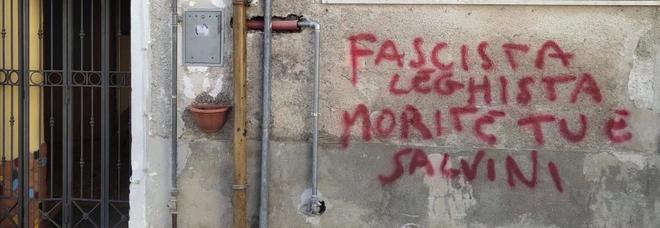 FASCISTA
LEGHISTA
MORITE TU E
SALVINI